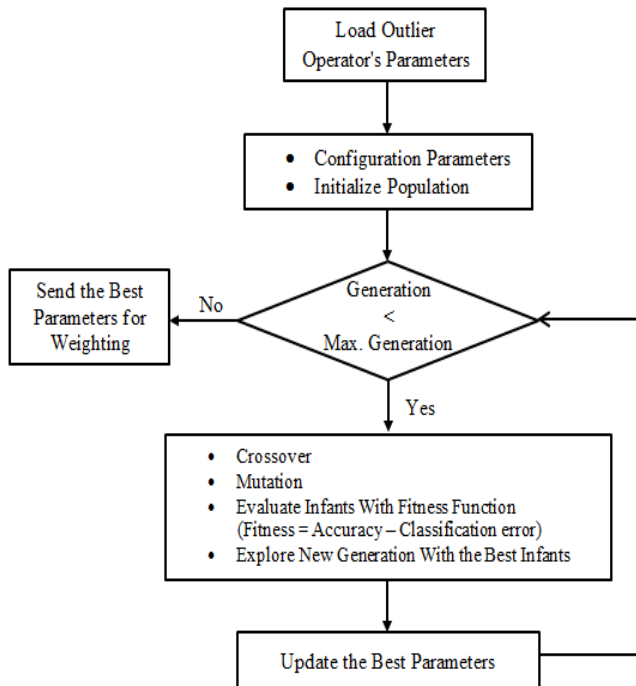 Load Outlier
Operator's Parameters
• Configuration Parameters
• Initialize Population
Generation
<
Max. Generation
No
Send the Best
Parameters for
Weighting
Yes
• Crossover
• Mutation
• Evaluate Infants With Fitness Function
(Fitness = Accuracy – Classification error)
• Explore New Generation With the Best Infants
Update the Best Parameters